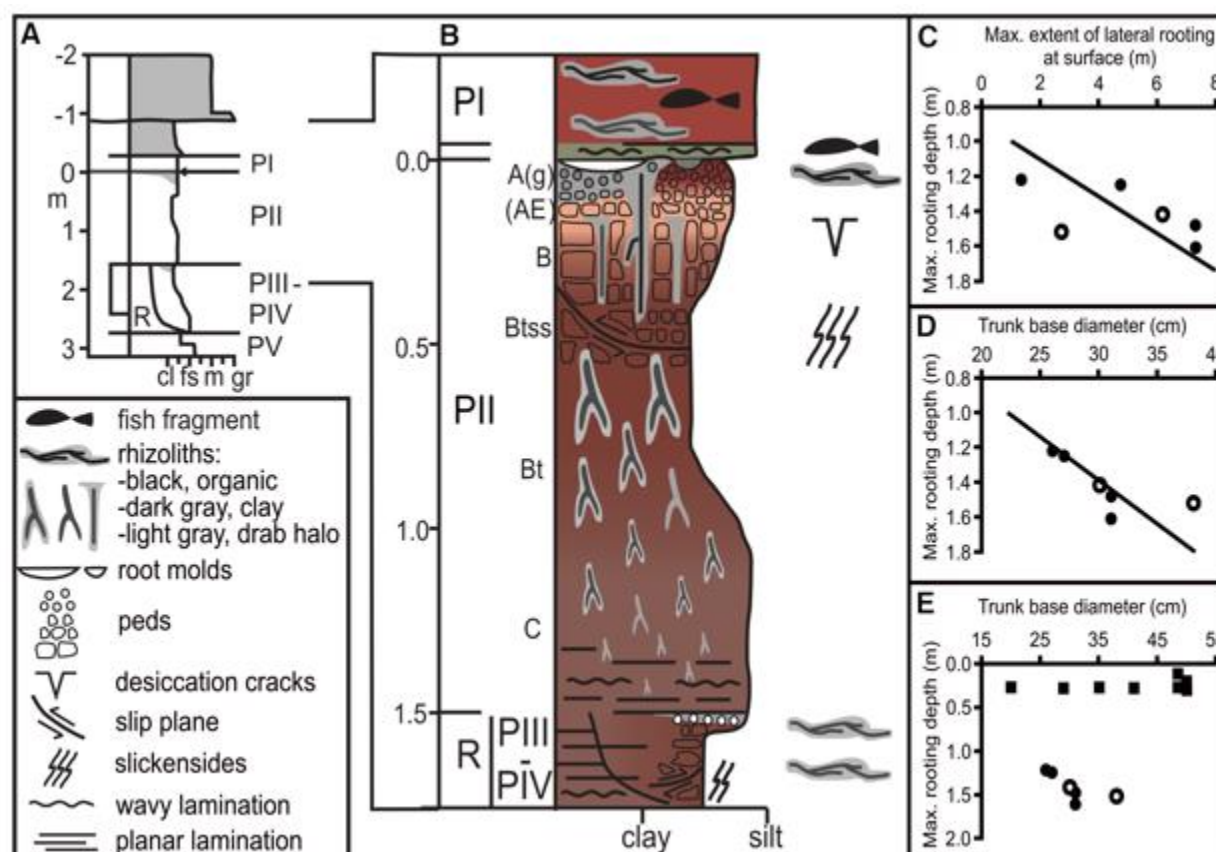 A
-2
-1
0
m
1
2
3
PI
PII
PIII -
PIV
PV
R
cl fs m gr
fish fragment
rhizoliths:
-black, organic
-dark gray, clay
-light gray, drab halo
root molds
peds
desiccation cracks
slip plane
slickensides
wavy lamination
planar lamination
B
PI
0.0
A(g)
(AE)
B
Btss
0.5
PII
Bt
1.0
C
1.5
R
PIII
-
PIV
clay silt
C
Max. extent of lateral rooting
at surface (m)
0 2 4 6 8
Max. rooting depth (m)
0.8
1.0
1.2
1.4
1.6
1.8
D
Trunk base diameter (cm)
20 25 30 35
Max. rooting depth (m)
0.8
1.0
1.2
1.4
1.6
1.8
E
Trunk base diameter (cm)
15 25 35 45
Max. rooting depth (m)
0.0
0.5
1.0
1.5
2.0